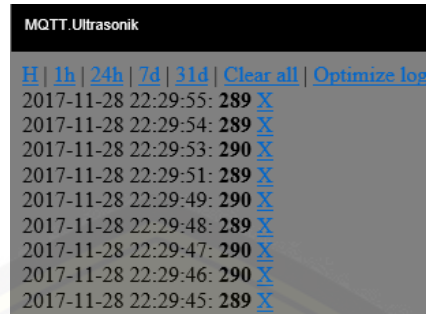 MQTT.Ultrasonik
H | 1h | 24h | 7d | 31d | Clear all | Optimize log
2017-11-28 22:29:55: 289 X
2017-11-28 22:29:54: 289 X
2017-11-28 22:29:53: 290 X
2017-11-28 22:29:51: 289 X
2017-11-28 22:29:49: 290 X
2017-11-28 22:29:48: 289 X
2017-11-28 22:29:47: 290 X
2017-11-28 22:29:46: 290 X
2017-11-28 22:29:45: 289 X